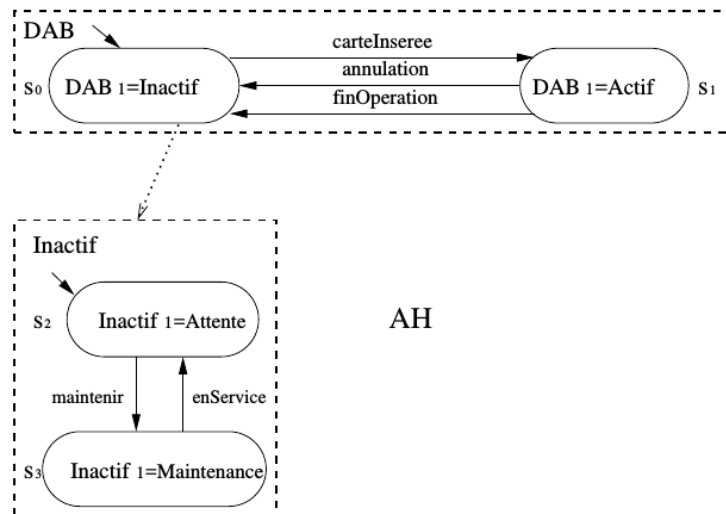 DAB
carteInseree
S0 DAB 1=Inactif
annulation
DAB 1=Actif S1
finOperation
Inactif
S2 Inactif 1=Attente
AH
maintenir
enService
S3 Inactif 1=Maintenance